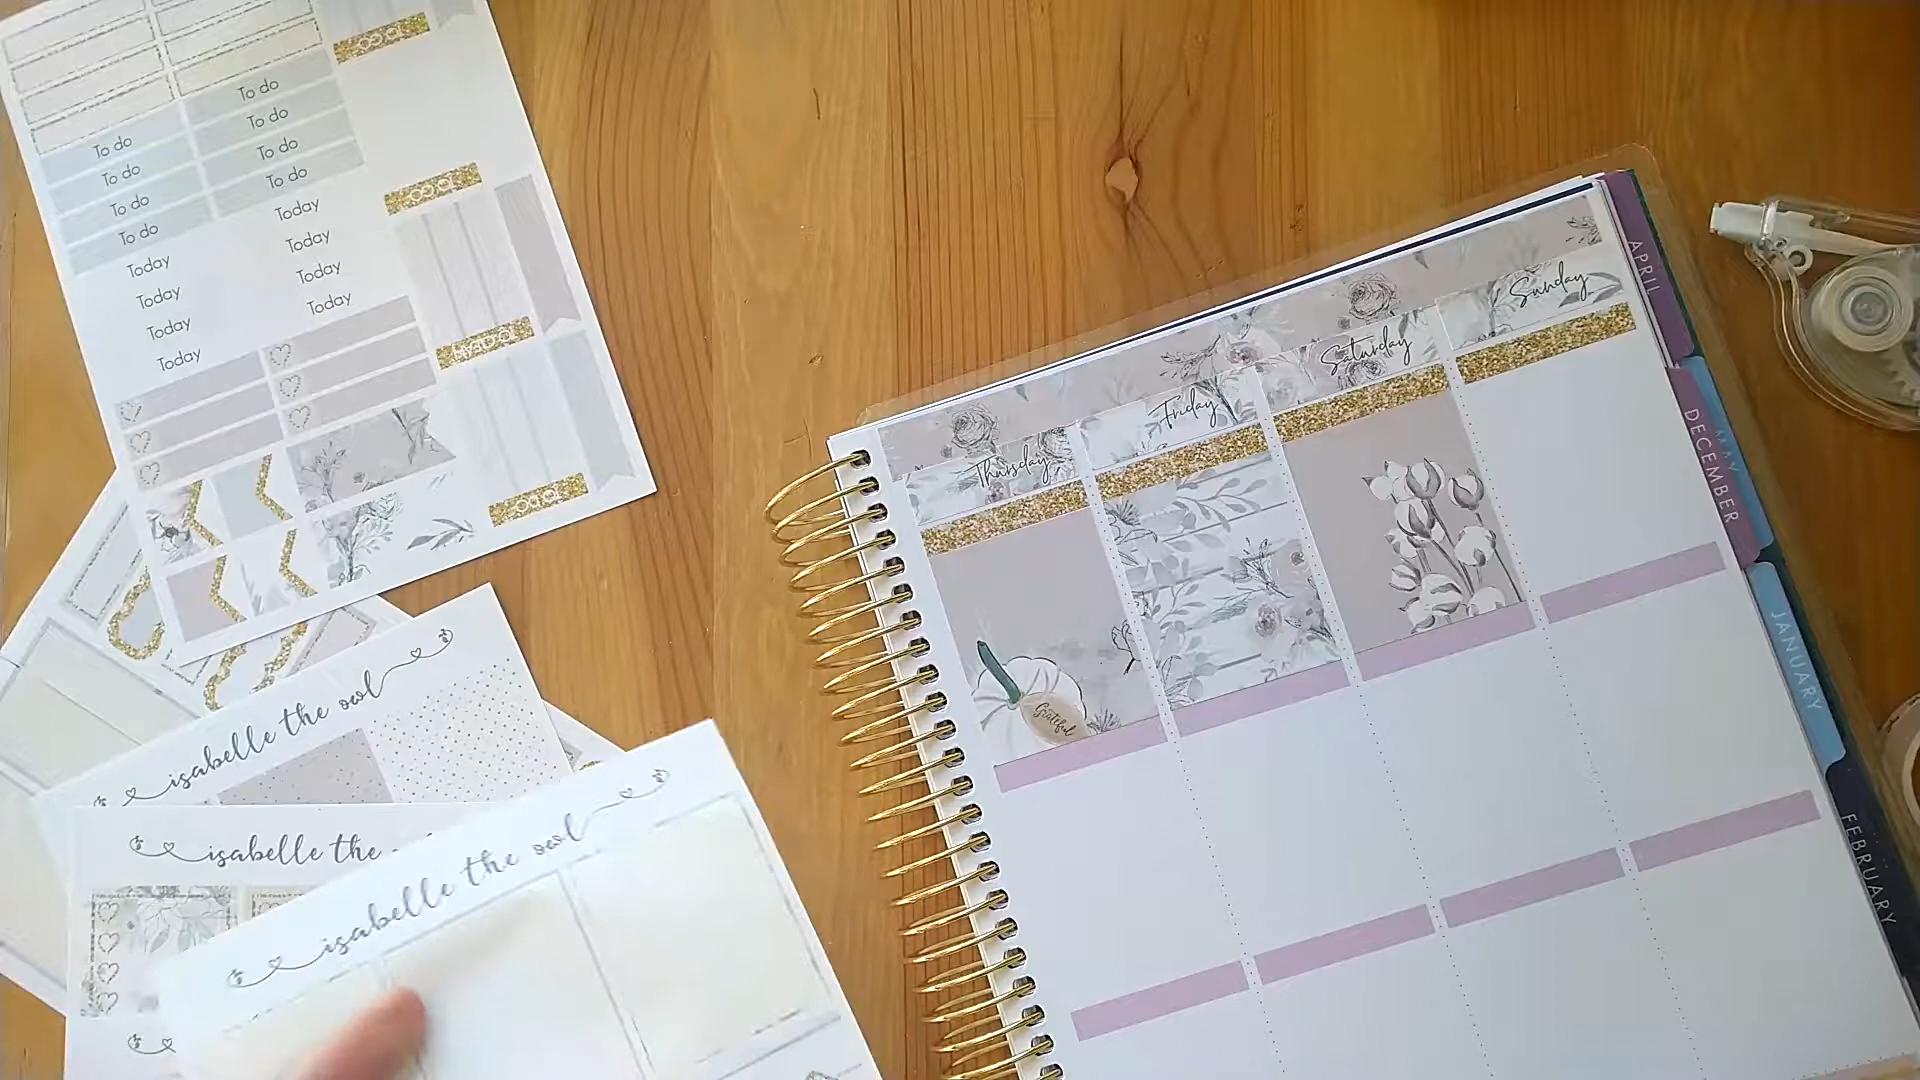 To do
To do
To do
To do
To do
To do
To do
To do
Today
Today
Today
Today
Today
Today
Today
Today
isabelle the owl
isabelle the
isabelle the owl
Thursday
Friday
Saturday
Sunday
Grateful
APRIL
MAY
DECEMBER
JANUARY
FEBRUARY